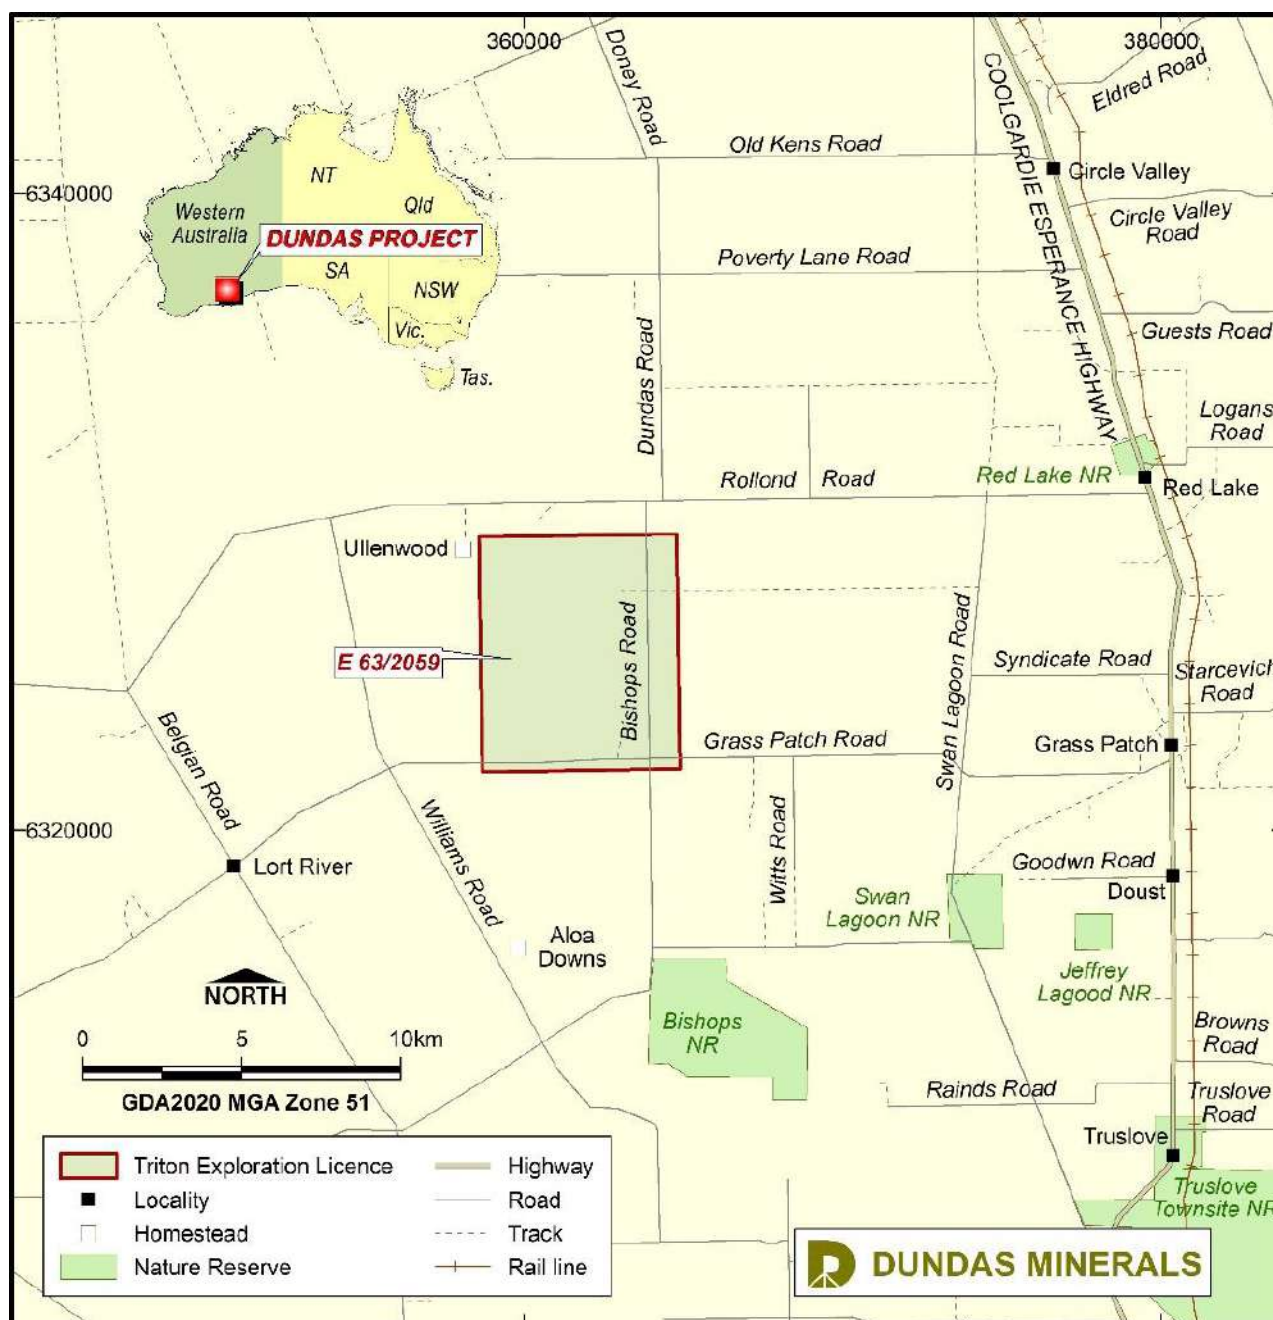 360000
380000
Doney Road
COOLGARDIE ESPERANCE HIGHWAY
Eldred Road
Old Kens Road
Circle Valley
6340000
NT
Qld
Western
Australia
DUNDAS PROJECT
SA
NSW
Vic.
Tas.
Circle Valley
Road
Poverty Lane Road
Guests Road
Dundas Road
Logans
Road
Rollond Road
Red Lake NR
Red Lake
Ullenwood
E 63/2059
Bishops Road
Swan Lagoon Road
Syndicate Road
Starcevich
Road
Belgian Road
Grass Patch Road
Grass Patch
6320000
Williams Road
Witts Road
Lort River
Goodwn Road
Doust
Swan
Lagoon NR
Aloa
Downs
Jeffrey
Lagood NR
NORTH
Bishops
NR
Browns
Road
0 5 10km
GDA2020 MGA Zone 51
Rainds Road
Truslove
Road
Truslove
Truslove
Townsite NR
Triton Exploration Licence
Locality
Homestead
Nature Reserve
Highway
Road
Track
Rail line
DUNDAS MINERALS